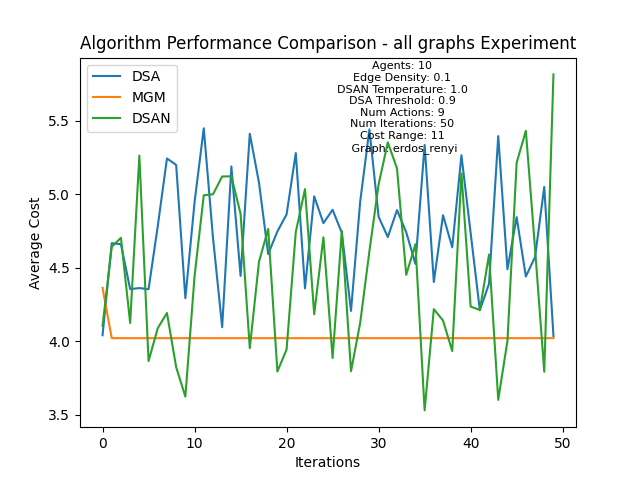 Algorithm Performance Comparison - all graphs Experiment
DSA
MGM
DSAN
Agents: 10
Edge Density: 0.1
DSAN Temperature: 1.0
DSA Threshold: 0.9
Num Actions: 9
Num Iterations: 50
Cost Range: 11
Graph: erdos_renyi
Average Cost
5.5
5.0
4.5
4.0
3.5
0 10 20 30 40 50
Iterations